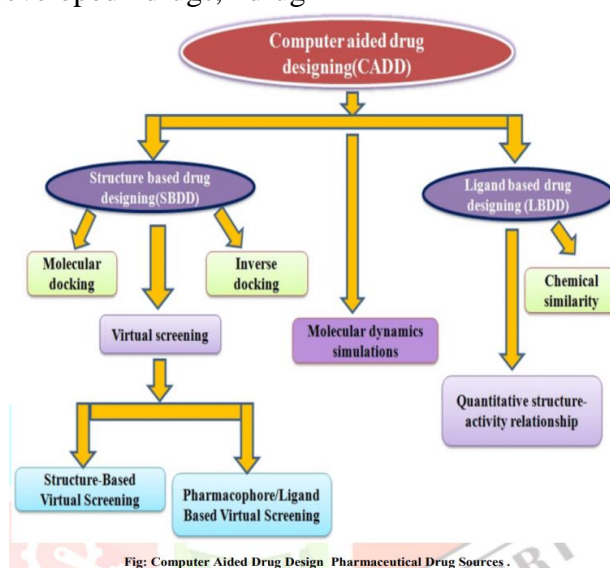 Computer aided drug
designing(CADD)
Structure based drug
designing(SBDD)
Ligand based drug
designing (LBDD)
Molecular
docking
Inverse
docking
Chemical
similarity
Virtual screening
Molecular dynamics
simulations
Quantitative structure-
activity relationship
Structure-Based
Virtual Screening
Pharmacophore/Ligand
Based Virtual Screening
Fig: Computer Aided Drug Design Pharmaceutical Drug Sources .